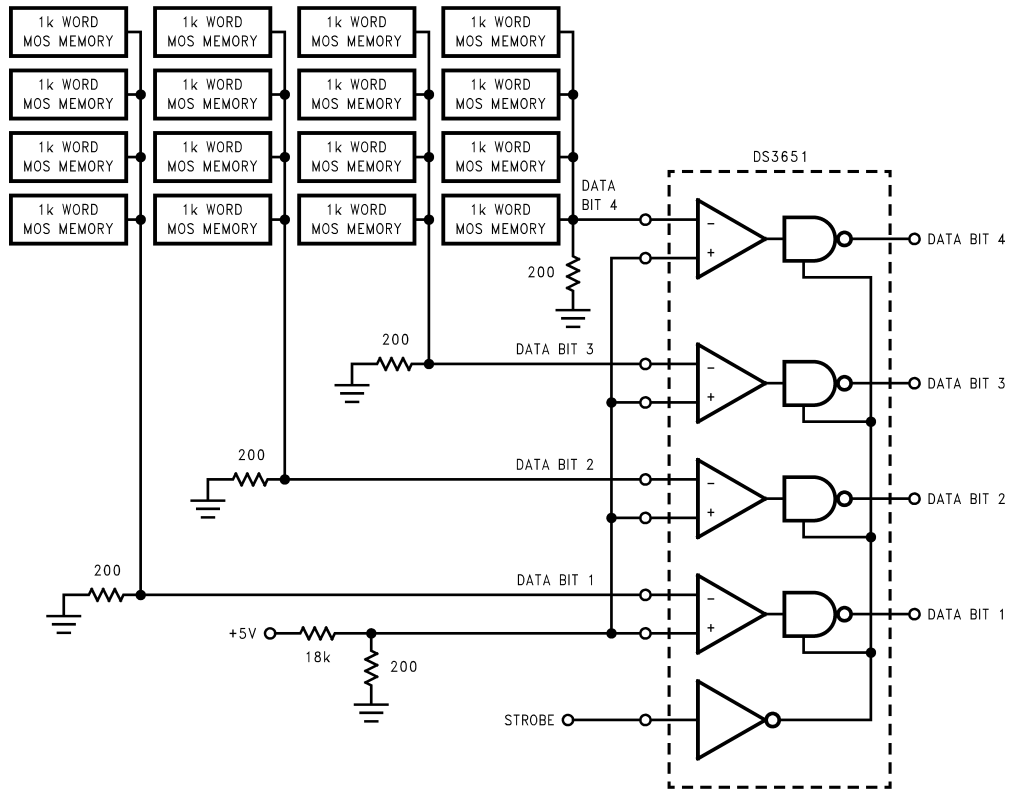 1k WORD
MOS MEMORY
1k WORD
MOS MEMORY
1k WORD
MOS MEMORY
1k WORD
MOS MEMORY
1k WORD
MOS MEMORY
1k WORD
MOS MEMORY
1k WORD
MOS MEMORY
1k WORD
MOS MEMORY
1k WORD
MOS MEMORY
1k WORD
MOS MEMORY
1k WORD
MOS MEMORY
1k WORD
MOS MEMORY
1k WORD
MOS MEMORY
1k WORD
MOS MEMORY
1k WORD
MOS MEMORY
1k WORD
MOS MEMORY
DS3651
DATA
BIT 4
-
+
DATA BIT 4
200
200
DATA BIT 3
-
+
DATA BIT 3
200
DATA BIT 2
-
+
DATA BIT 2
200
DATA BIT 1
-
+
DATA BIT 1
+5V
18k
200
STROBE